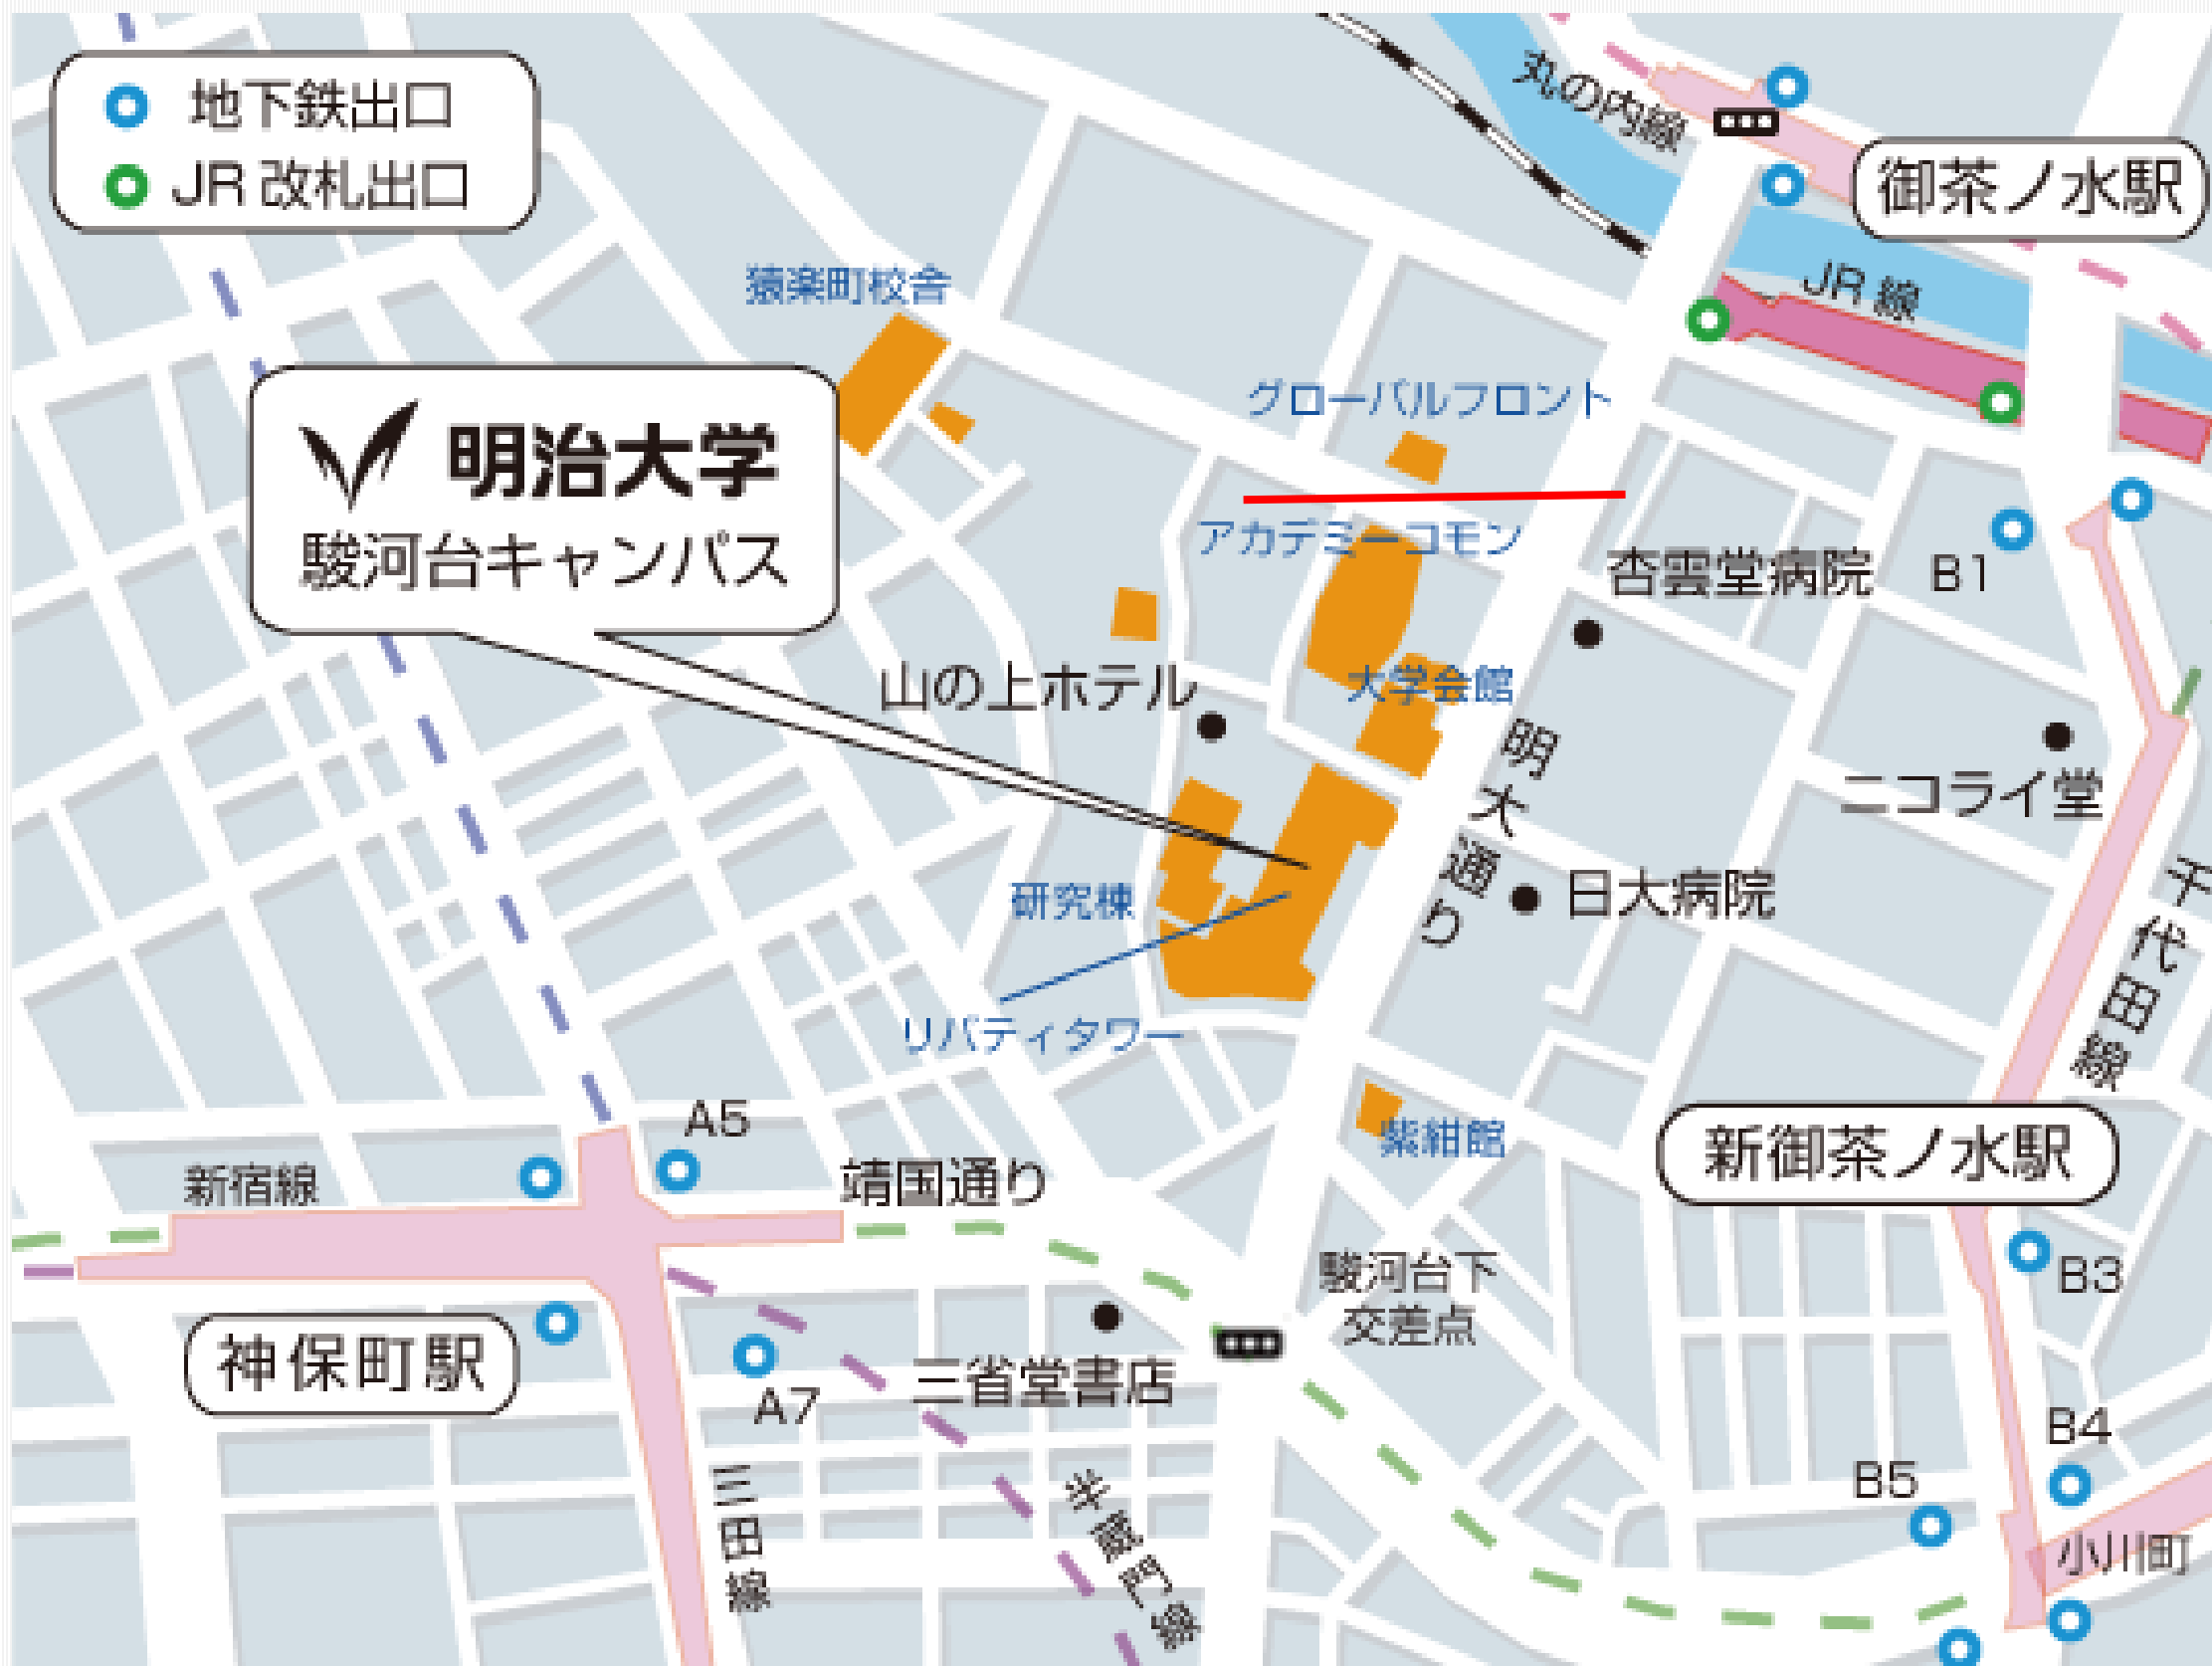 地下鉄出口
JR 改札出口
丸の内線
御茶ノ水駅
JR 線
猿楽町校舎
グローバルフロント
明治大学
駿河台キャンパス
アカデミーコモン
杏雲堂病院
B1
山の上ホテル
大学会館
明大通り
ニコライ堂
研究棟
日大病院
千代田線
リバティタワー
A5
紫紺館
新御茶ノ水駅
新宿線
靖国通り
駿河台下
交差点
B3
神保町駅
A7
三省堂書店
B4
三田線
半蔵門線
B5
小川町